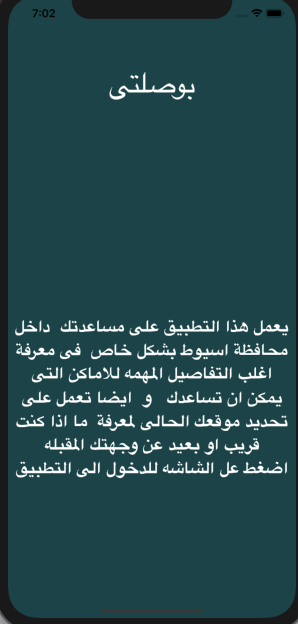 7:02
بوصلتى
يعمل هذا التطبيق على مساعدتك داخل
محافظة اسيوط بشكل خاص فى معرفة
اغلب التفاصيل المهمه للاماكن التى
يمكن ان تساعدك و ايضا تعمل على
تحديد موقعك الحالى لمعرفة ما اذا كنت
قريب او بعيد عن وجهتك المقبله
اضغط عل الشاشه للدخول الى التطبيق